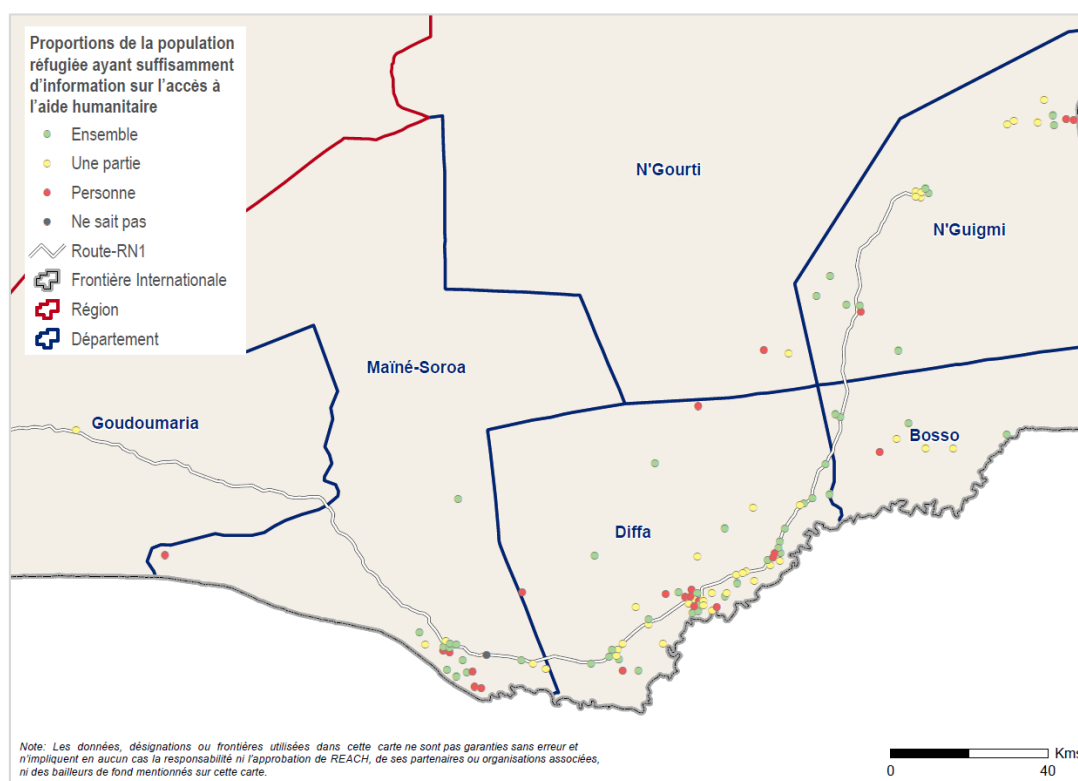 Proportions de la population
réfugiée ayant suffisamment
d'information sur l'accès à
l'aide humanitaire
Ensemble
Une partie
Personne
Ne sait pas
Route-RN1
Frontière Internationale
Région
Département
N'Gourti
N'Guigmi
Maïné-Soroa
Goudoumaria
Bosso
Diffa
Note: Les données, désignations ou frontières utilisées dans cette carte ne sont pas garanties sans erreur et
n'impliquent en aucun cas la responsabilité ni l'approbation de REACH, de ses partenaires ou organisations associées,
ni des bailleurs de fond mentionnés sur cette carte.
Kms
0 40